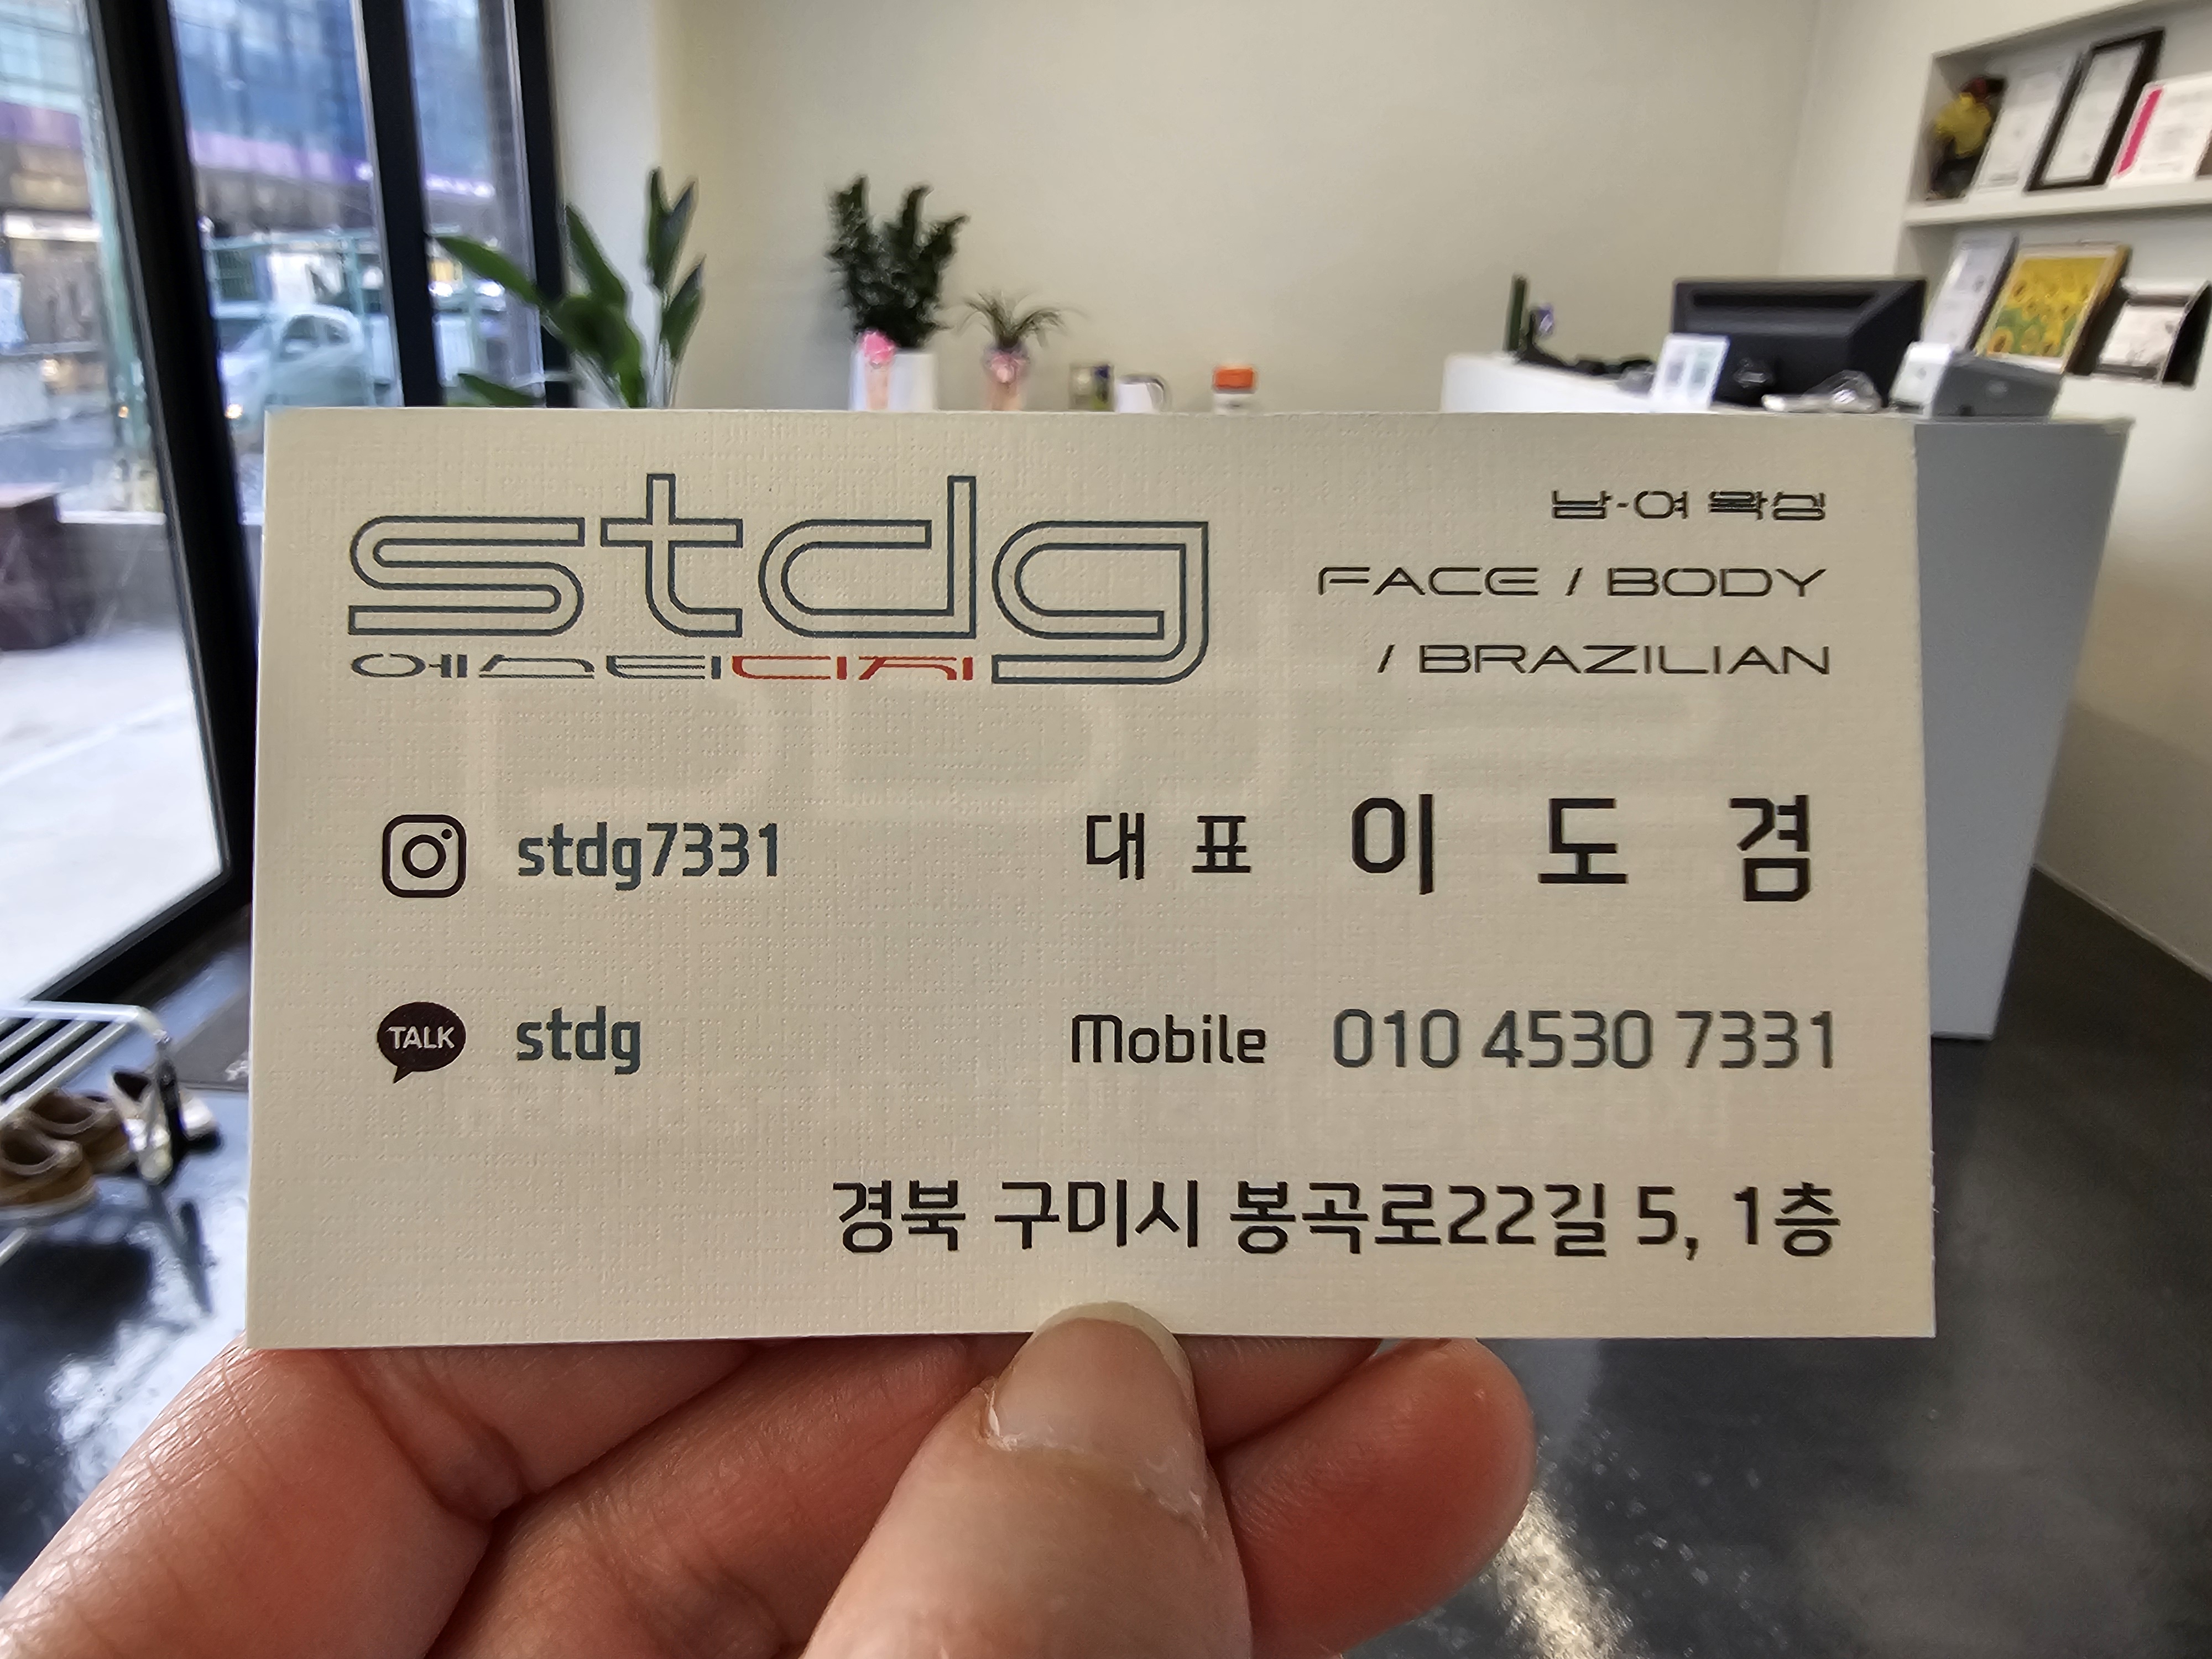 stdg
에스티디지
남·여 왁싱
FACE / BODY
/ BRAZILIAN
stdg7331
대표 이도겸
TALK stdg
Mobile 010 4530 7331
경북 구미시 봉곡로22길 5, 1층